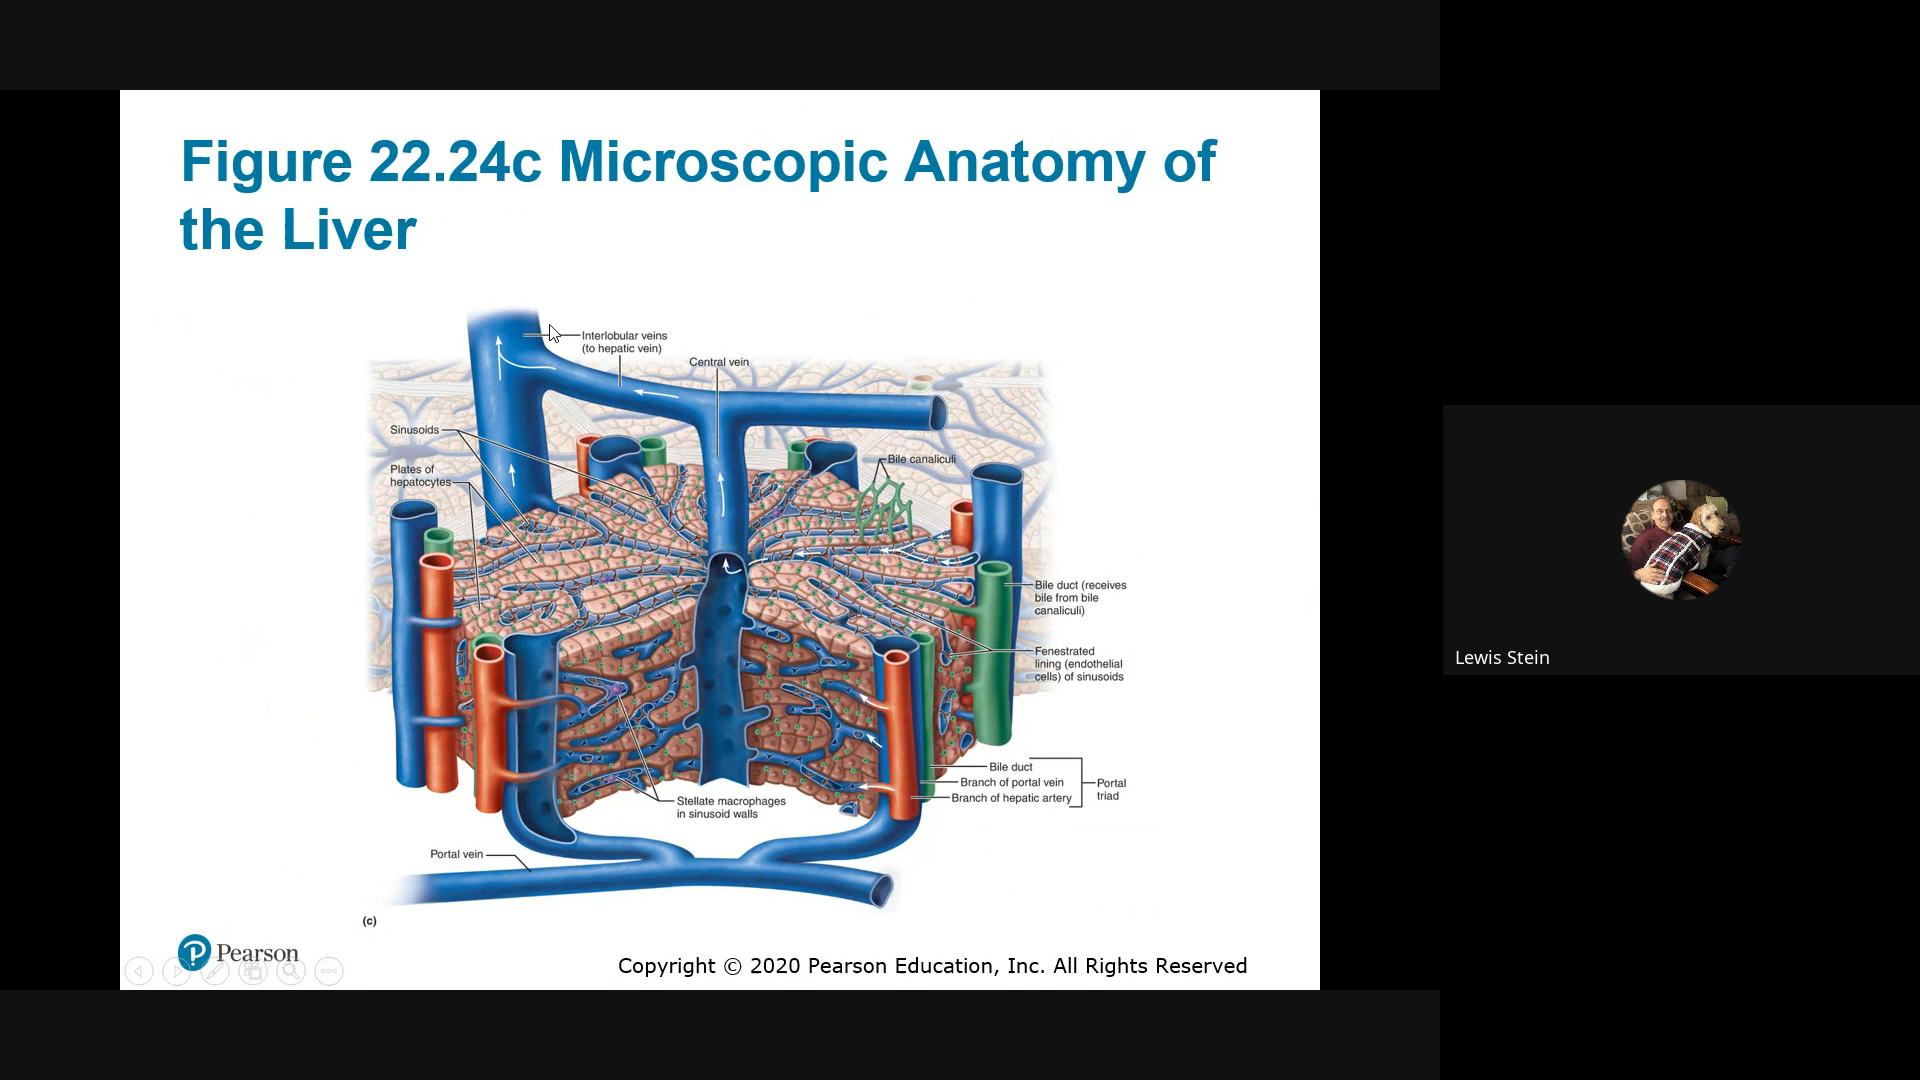 Figure 22.24c Microscopic Anatomy of
the Liver
Interlobular veins
(to hepatic vein)
Central vein
Sinusoids
Bile canaliculi
Plates of
hepatocytes
Bile duct (receives
bile from bile
canaliculi)
Fenestrated
lining (endothelial
cells) of sinusoids
Bile duct
Branch of portal vein
Branch of hepatic artery
Portal
triad
Stellate macrophages
in sinusoid walls
Portal vein
(c)
Pearson
Copyright © 2020 Pearson Education, Inc. All Rights Reserved
Lewis Stein